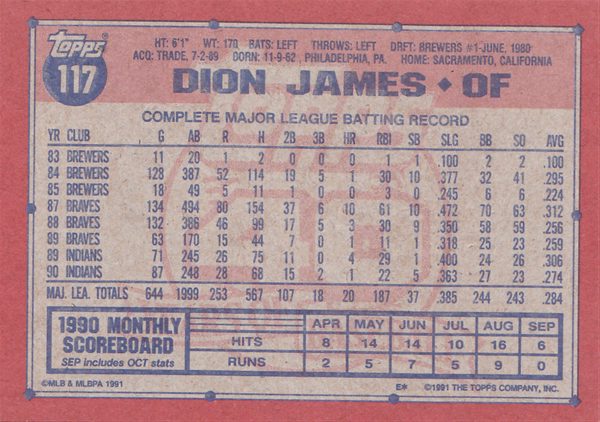 Topps
117
HT: 6'1" WT: 170 BATS: LEFT THROWS: LEFT DRFT: BREWERS #1-JUNE, 1980
ACQ: TRADE, 7-2-89 BORN: 11-9-62, PHILADELPHIA, PA HOME: SACRAMENTO, CALIFORNIA
DION JAMES ◆ OF
COMPLETE MAJOR LEAGUE BATTING RECORD
YR CLUB G AB R H 2B 3B HR RBI SB SLG BB SO AVG
83 BREWERS 11 20 1 2 0 0 0 1 1 .100 2 2 .100
84 BREWERS 128 387 52 114 19 5 1 30 10 .377 32 41 .295
85 BREWERS 18 49 5 11 1 0 0 3 0 .245 6 6 .224
87 BRAVES 134 494 80 154 37 6 10 61 10 .472 70 63 .312
88 BRAVES 132 386 46 99 17 5 3 30 9 .350 58 59 .256
89 BRAVES 63 170 15 44 7 0 1 11 1 .318 25 23 .259
89 INDIANS 71 245 26 75 11 0 4 29 1 .400 24 26 .306
90 INDIANS 87 248 28 68 15 2 1 22 5 .363 27 23 .274
MAJ. LEA. TOTALS 644 1999 253 567 107 18 20 187 37 .385 244 243 .284
1990 MONTHLY SCOREBOARD
SEP includes OCT stats
APR MAY JUN JUL AUG SEP
HITS 8 14 14 10 16 6
RUNS 2 5 7 5 9 0
©MLB & MLBPA 1991 E* ©1991 THE TOPPS COMPANY, INC.